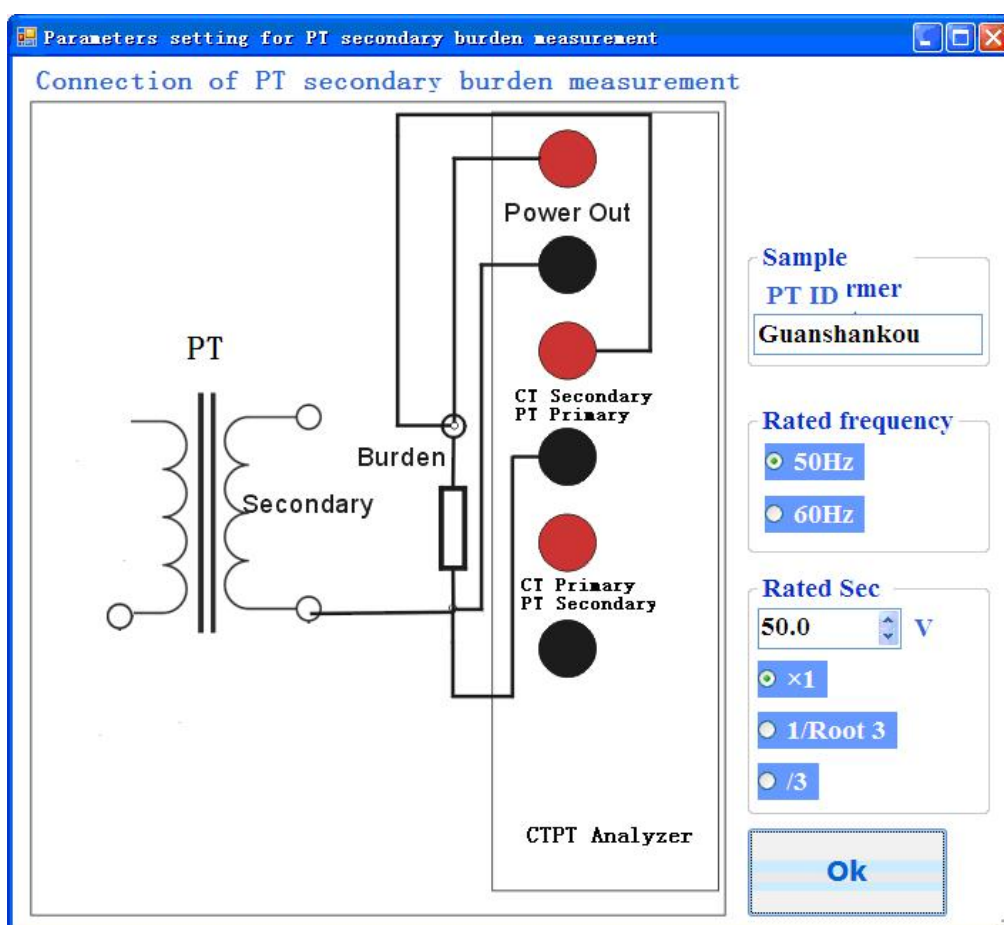 Parameters setting for PT secondary burden measurement
Connection of PT secondary burden measurement
Power Out
PT
CT Secondary
PT Primary
Burden
Secondary
CT Primary
PT Secondary
CTPT Analyzer
Sample
PT ID rmer
Guanshankou
Rated frequency
50Hz
60Hz
Rated Sec
50.0 V
×1
1/Root 3
/3
Ok